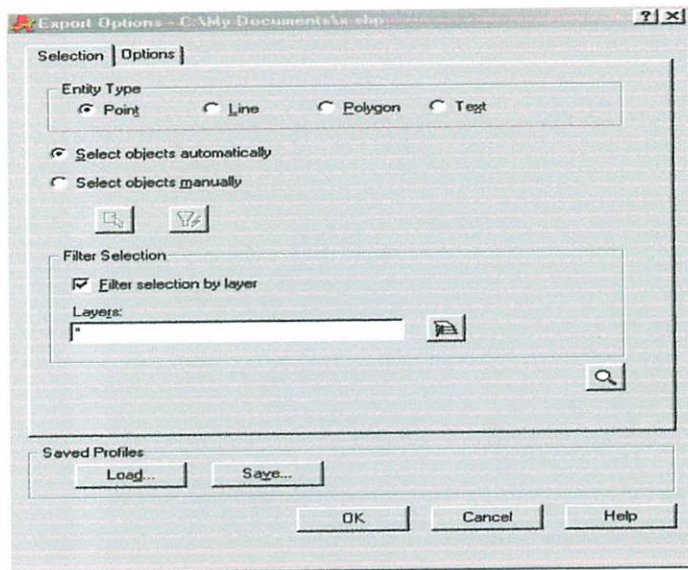 Export Options - C:\My Documents\x.shp
Selection Options
Entity Type
Point Line Polygon Text
Select objects automatically
Select objects manually
Filter Selection
Filter selection by layer
Layers:
*
Saved Profiles
Load... Save...
OK Cancel Help